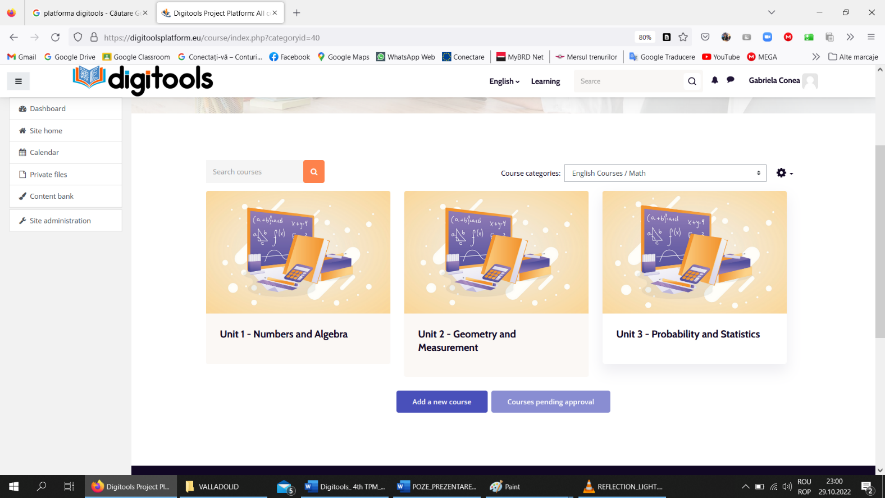 platforma digitools - Căutare G
Digitools Project Platform: All c
https://digitoolsplatform.eu/course/index.php?categoryid=40
80%
Gmail
Google Drive
Google Classroom
Conectați-vă – Conturi...
Facebook
Google Maps
WhatsApp Web
Conectare
MyBRD Net
Mersul trenurilor
Google Traducere
YouTube
MEGA
Alte marcaje
digitools
English
Learning
Searce
Gabriela Conea
Dashboard
Site home
Calendar
Private files
Content bank
Site administration
Search courses
Course categories:
English Courses / Math
Unit 1 - Numbers and Algebra
Unit 2 - Geometry and
Measurement
Unit 3 - Probability and Statistics
Add a new course
Courses pending approval
Digitools Project Pl...
VALLADOLID
5
Digitools_ 4th TPM_...
POZE_PREZENTARE...
Paint
REFLECTION_LIGHT....
ROU
ROP
23:00
29.10.2022
2